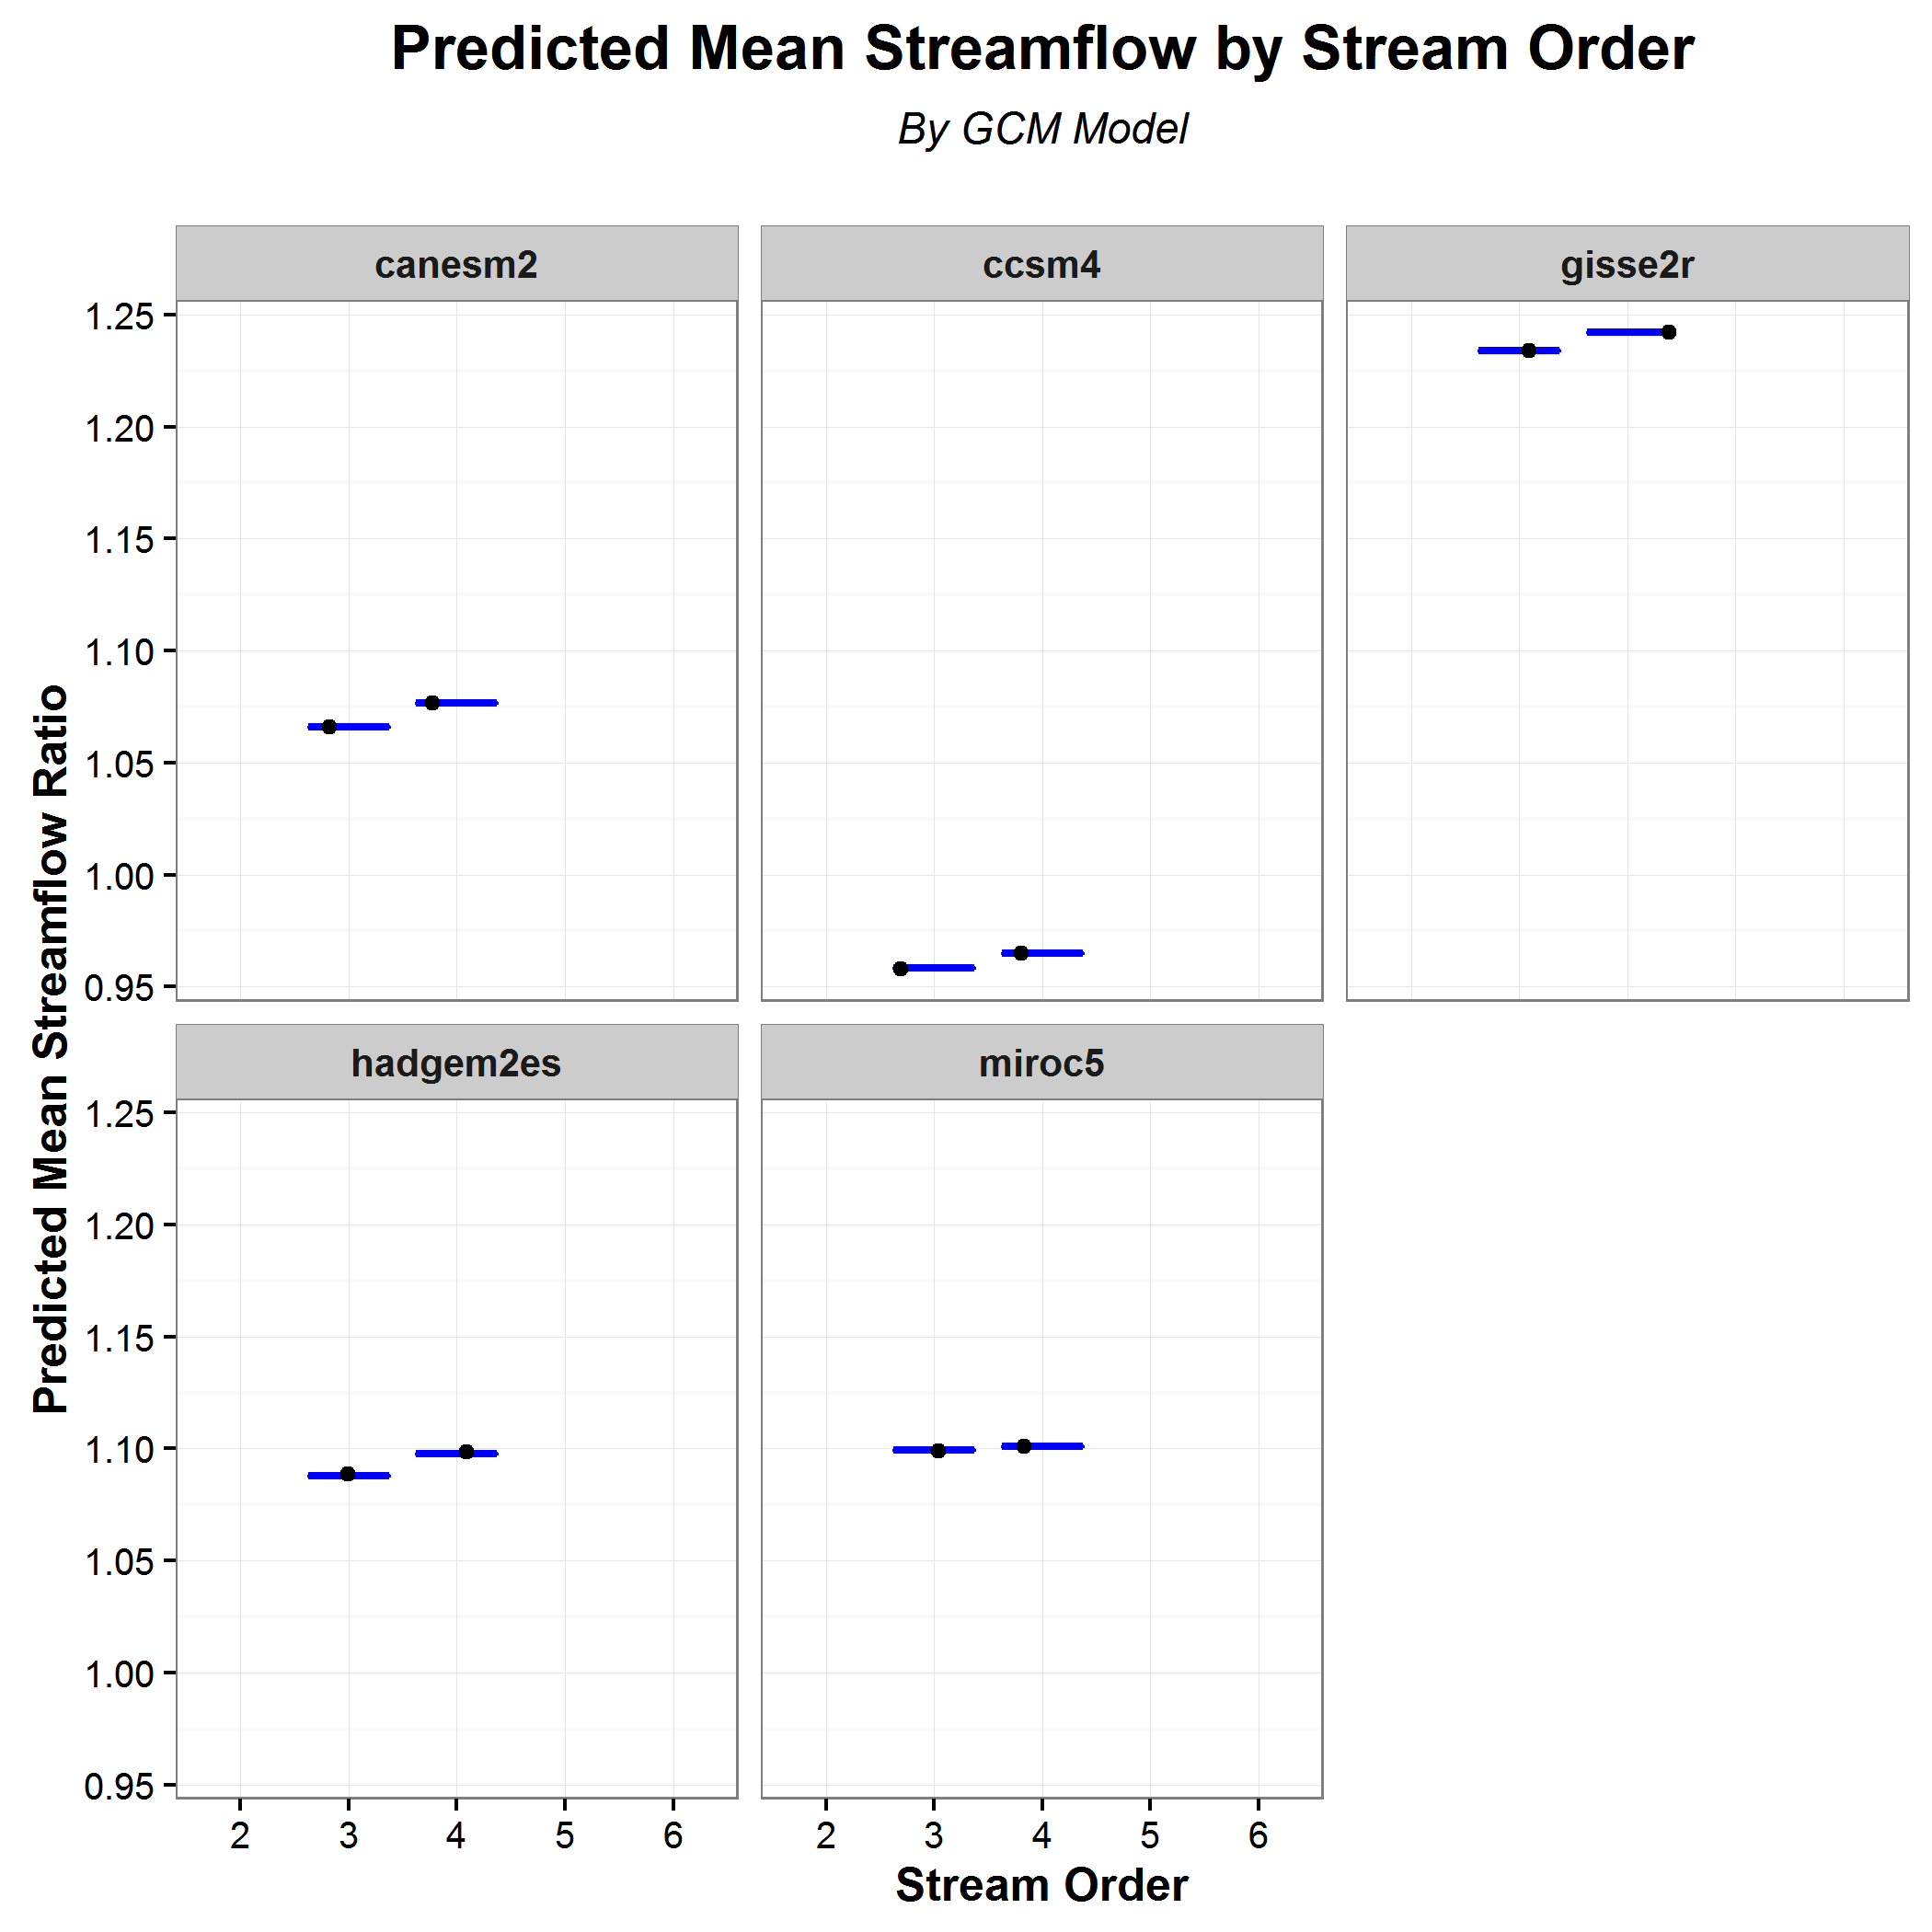 Predicted Mean Streamflow by Stream Order
By GCM Model
canesm2
ccsm4
gisse2r
1.25
1.20
1.15
1.10
1.05
1.00
0.95
Predicted Mean Streamflow Ratio
hadgem2es
miroc5
1.25
1.20
1.15
1.10
1.05
1.00
0.95
2 3 4 5 6
2 3 4 5 6
Stream Order